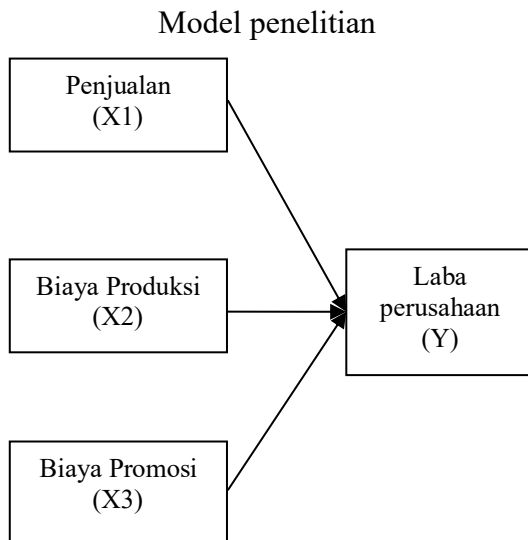 Model penelitian
Penjualan
(X1)
Biaya Produksi
(X2)
Laba
perusahaan
(Y)
Biaya Promosi
(X3)